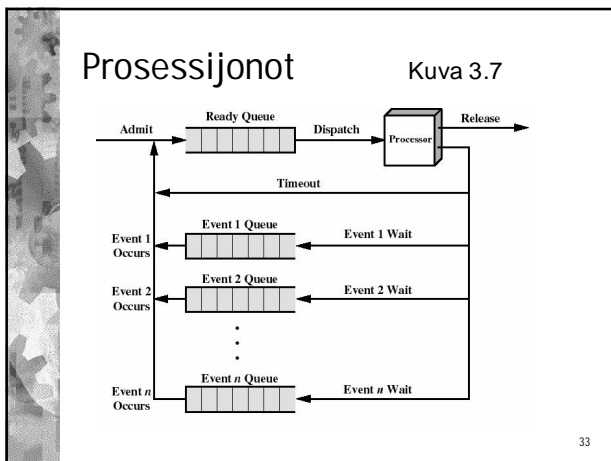 Prosessijonot
Kuva 3.7
Ready Queue
Release
Admit
Dispatch
Processor
Timeout
Event 1 Queue
Event 1
Occurs
Event 1 Wait
Event 2 Queue
Event 2
Occurs
Event 2 Wait
Event n Queue
Event n
Occurs
Event n Wait
33